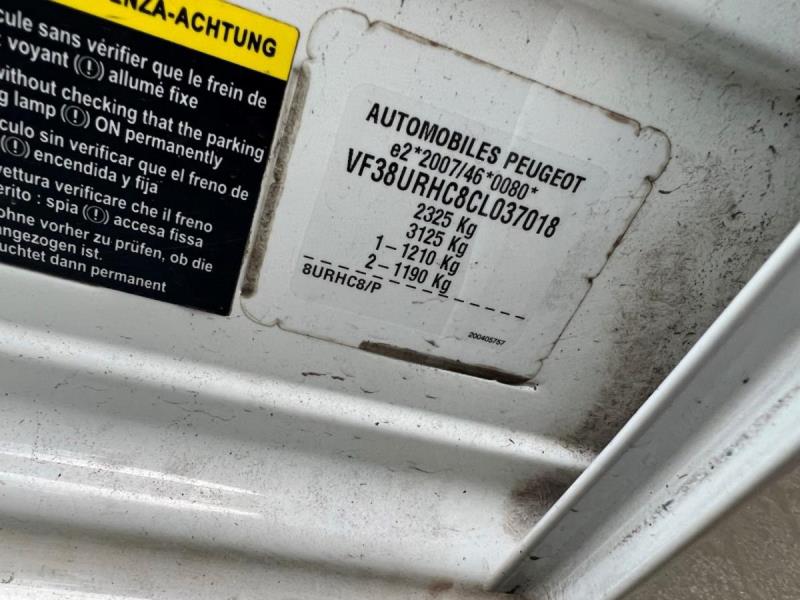 ENZA-ACHTUNG
cule sans vérifier que le frein de
voyant (!) allumé fixe
without checking that the parking
g lamp (!) ON permanently
culo sin verificar que el freno de
(!) encendida y fija
vettura verificare che il freno
erito : spia (!) accesa fissa
ohne vorher zu prüfen, ob die
angezogen ist.
uchtet dann permanent
AUTOMOBILES PEUGEOT
e2*2007/46*0080*
VF38URHC8CL037018
2325 Kg
3125 Kg
1-1210 Kg
2-1190 Kg
8URHC8/P
200405757